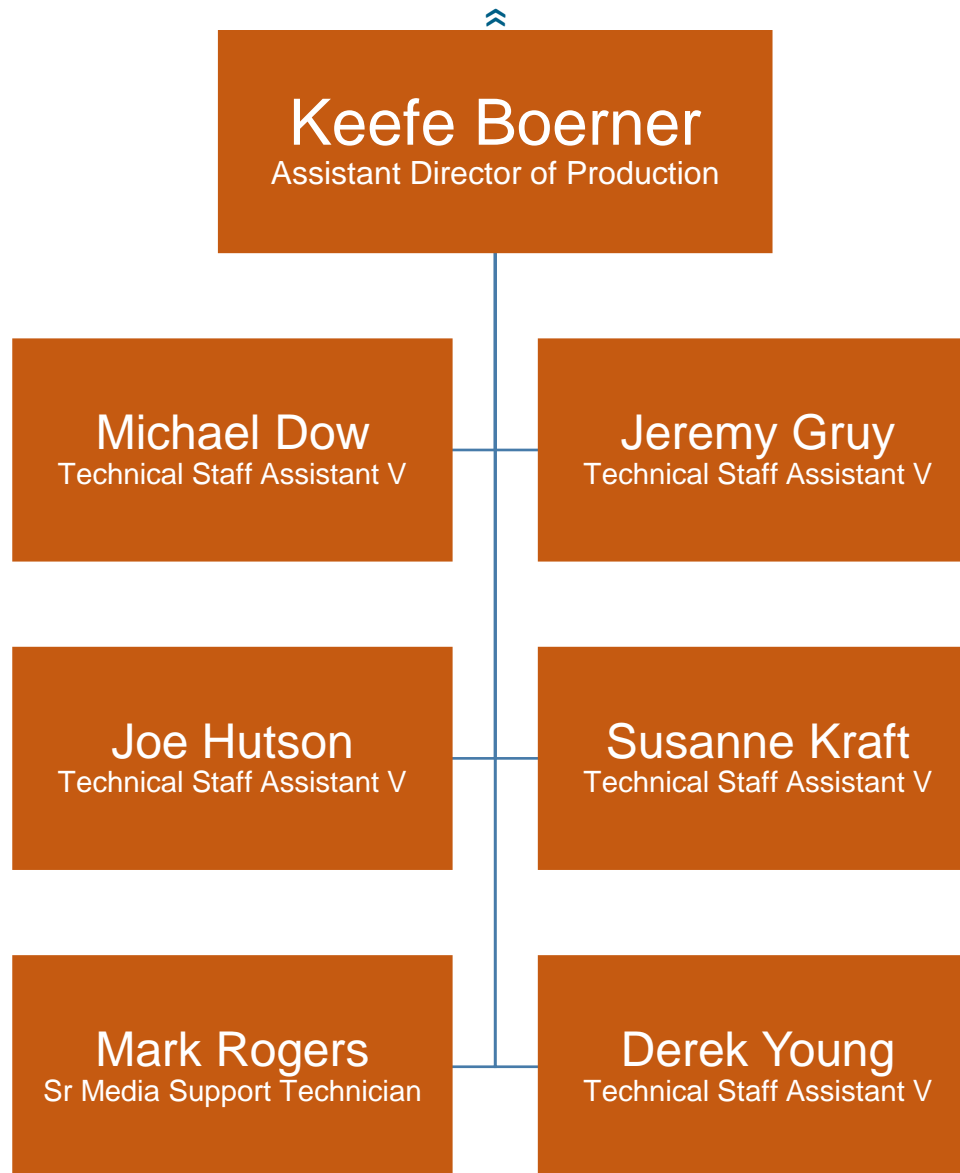 Keefe Boerner
Assistant Director of Production
Michael Dow
Technical Staff Assistant V
Jeremy Gruy
Technical Staff Assistant V
Joe Hutson
Technical Staff Assistant V
Susanne Kraft
Technical Staff Assistant V
Mark Rogers
Sr Media Support Technician
Derek Young
Technical Staff Assistant V